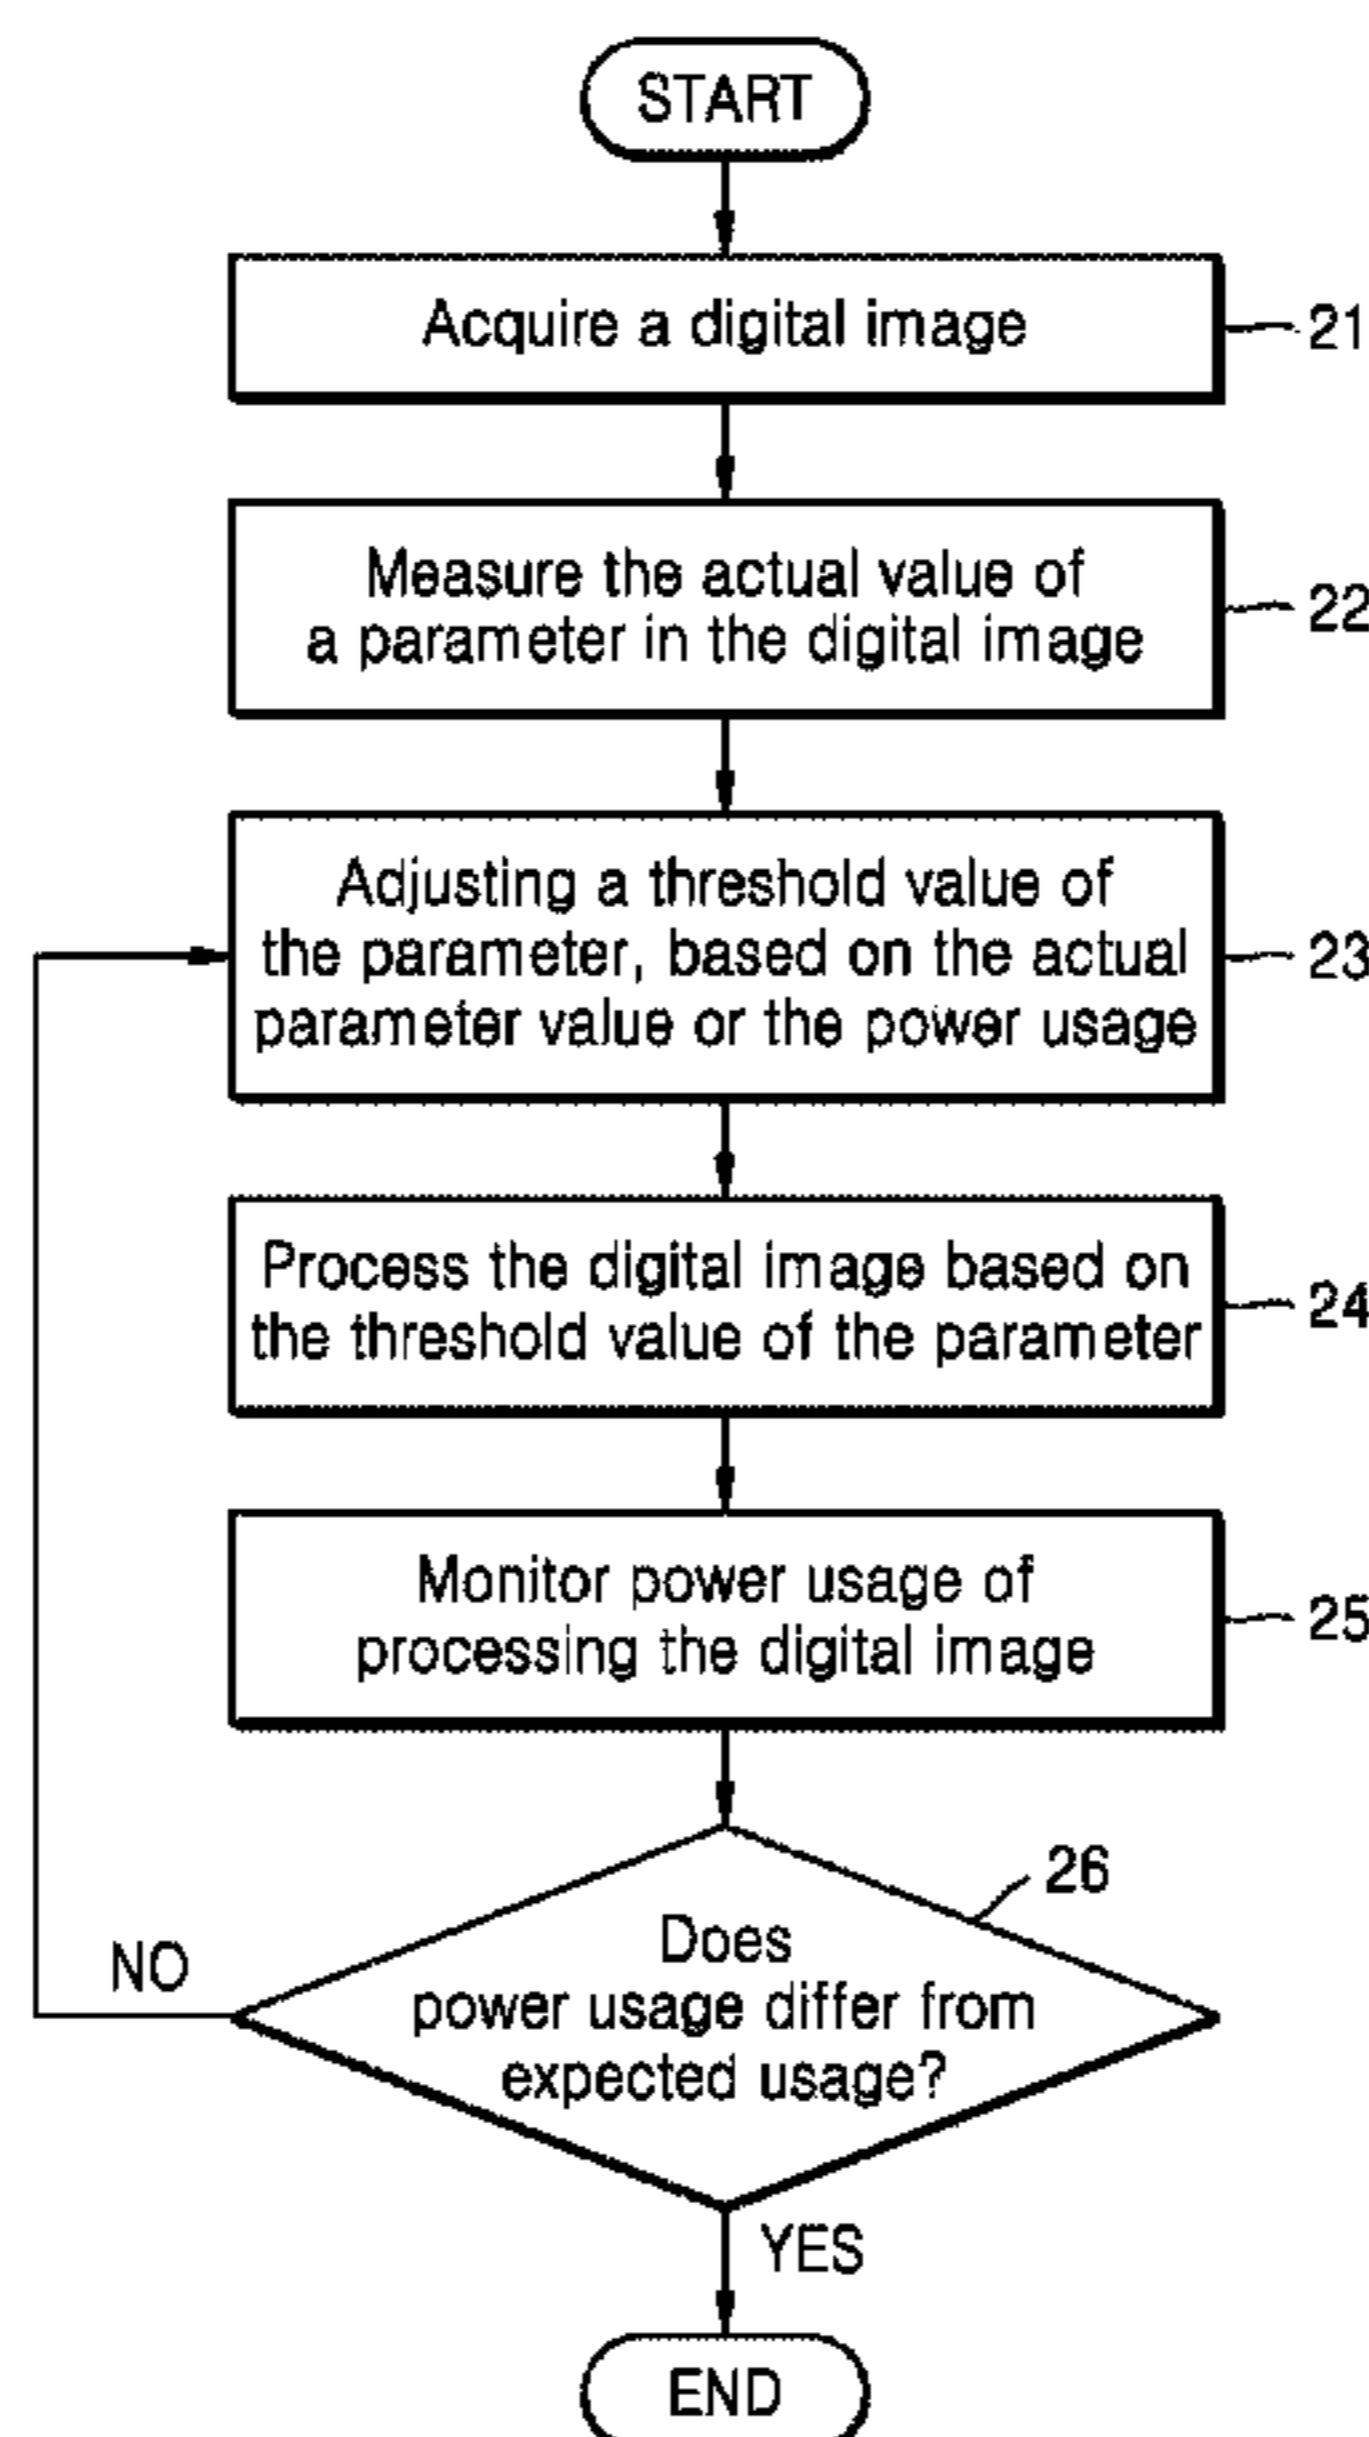 START
Acquire a digital image
21
Measure the actual value of
a parameter in the digital image
22
Adjusting a threshold value of
the parameter, based on the actual
parameter value or the power usage
23
Process the digital image based on
the threshold value of the parameter
24
Monitor power usage of
processing the digital image
25
26
Does
power usage differ from
expected usage?
NO
YES
END